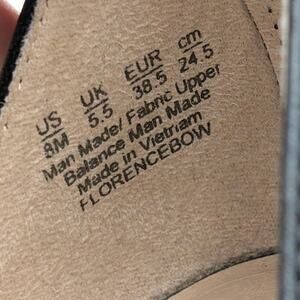 US UK EUR cm
8M 5.5 38.5 24.5
Man Made/ Fabric Upper
Balance Man Made
Made in Vietnam
FLORENCEBOW